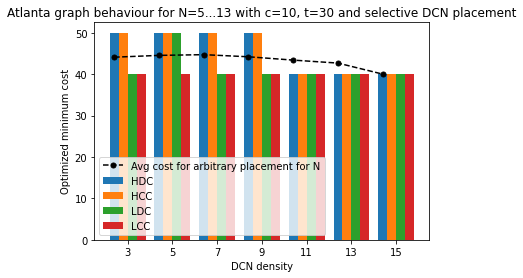 Atlanta graph behaviour for N=5...13 with c=10, t=30 and selective DCN placement
50
40
30
20
10
0
Optimized minimum cost
Avg cost for arbitrary placement for N
HDC
HCC
LDC
LCC
3 5 7 9 11 13 15
DCN density